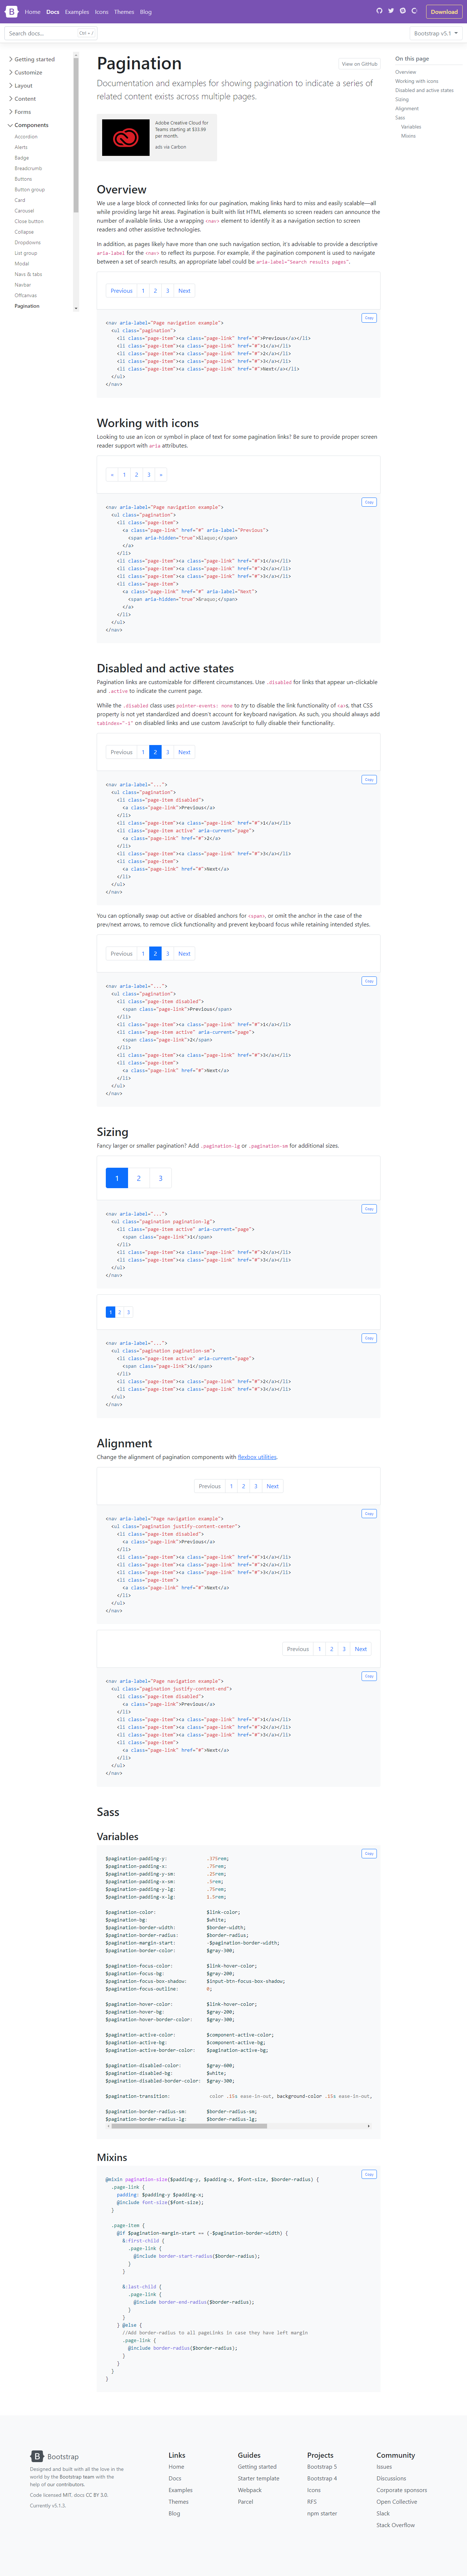 B Home Docs Examples Icons Themes Blog Download
Search docs... Ctrl + / Bootstrap v5.1
Getting started
Customize
Layout
Content
Forms
Components
Accordion
Alerts
Badge
Breadcrumb
Buttons
Button group
Card
Carousel
Close button
Collapse
Dropdowns
List group
Modal
Navs & tabs
Navbar
Offcanvas
Pagination
Pagination
View on GitHub
Documentation and examples for showing pagination to indicate a series of
related content exists across multiple pages.
Adobe Creative Cloud for
Teams starting at $33.99
per month.
ads via Carbon
On this page
Overview
Working with icons
Disabled and active states
Sizing
Alignment
Sass
Variables
Mixins
Overview
We use a large block of connected links for our pagination, making links hard to miss and easily scalable—all
while providing large hit areas. Pagination is built with list HTML elements so screen readers can announce the
number of available links. Use a wrapping <nav> element to identify it as a navigation section to screen
readers and other assistive technologies.
In addition, as pages likely have more than one such navigation section, it's advisable to provide a descriptive
aria-label for the <nav> to reflect its purpose. For example, if the pagination component is used to navigate
between a set of search results, an appropriate label could be aria-label="Search results pages".
Previous 1 2 3 Next
Copy
<nav aria-label="Page navigation example">
<ul class="pagination">
<li class="page-item"><a class="page-link" href="#">Previous</a></li>
<li class="page-item"><a class="page-link" href="#">1</a></li>
<li class="page-item"><a class="page-link" href="#">2</a></li>
<li class="page-item"><a class="page-link" href="#">3</a></li>
<li class="page-item"><a class="page-link" href="#">Next</a></li>
</ul>
</nav>
Working with icons
Looking to use an icon or symbol in place of text for some pagination links? Be sure to provide proper screen
reader support with aria attributes.
« 1 2 3 »
Copy
<nav aria-label="Page navigation example">
<ul class="pagination">
<li class="page-item">
<a class="page-link" href="#" aria-label="Previous">
<span aria-hidden="true">&laquo;</span>
</a>
</li>
<li class="page-item"><a class="page-link" href="#">1</a></li>
<li class="page-item"><a class="page-link" href="#">2</a></li>
<li class="page-item"><a class="page-link" href="#">3</a></li>
<li class="page-item">
<a class="page-link" href="#" aria-label="Next">
<span aria-hidden="true">&raquo;</span>
</a>
</li>
</ul>
</nav>
Disabled and active states
Pagination links are customizable for different circumstances. Use .disabled for links that appear un-clickable
and .active to indicate the current page.
While the .disabled class uses pointer-events: none to try to disable the link functionality of <a>s, that CSS
property is not yet standardized and doesn't account for keyboard navigation. As such, you should always add
tabindex="-1" on disabled links and use custom JavaScript to fully disable their functionality.
Previous 1 2 3 Next
Copy
<nav aria-label="...">
<ul class="pagination">
<li class="page-item disabled">
<a class="page-link">Previous</a>
</li>
<li class="page-item"><a class="page-link" href="#">1</a></li>
<li class="page-item active" aria-current="page">
<a class="page-link" href="#">2</a>
</li>
<li class="page-item"><a class="page-link" href="#">3</a></li>
<li class="page-item">
<a class="page-link" href="#">Next</a>
</li>
</ul>
</nav>
You can optionally swap out active or disabled anchors for <span>, or omit the anchor in the case of the
prev/next arrows, to remove click functionality and prevent keyboard focus while retaining intended styles.
Previous 1 2 3 Next
Copy
<nav aria-label="...">
<ul class="pagination">
<li class="page-item disabled">
<span class="page-link">Previous</span>
</li>
<li class="page-item"><a class="page-link" href="#">1</a></li>
<li class="page-item active" aria-current="page">
<span class="page-link">2</span>
</li>
<li class="page-item"><a class="page-link" href="#">3</a></li>
<li class="page-item">
<a class="page-link" href="#">Next</a>
</li>
</ul>
</nav>
Sizing
Fancy larger or smaller pagination? Add .pagination-lg or .pagination-sm for additional sizes.
1 2 3
Copy
<nav aria-label="...">
<ul class="pagination pagination-lg">
<li class="page-item active" aria-current="page">
<span class="page-link">1</span>
</li>
<li class="page-item"><a class="page-link" href="#">2</a></li>
<li class="page-item"><a class="page-link" href="#">3</a></li>
</ul>
</nav>
1 2 3
Copy
<nav aria-label="...">
<ul class="pagination pagination-sm">
<li class="page-item active" aria-current="page">
<span class="page-link">1</span>
</li>
<li class="page-item"><a class="page-link" href="#">2</a></li>
<li class="page-item"><a class="page-link" href="#">3</a></li>
</ul>
</nav>
Alignment
Change the alignment of pagination components with flexbox utilities.
Previous 1 2 3 Next
Copy
<nav aria-label="Page navigation example">
<ul class="pagination justify-content-center">
<li class="page-item disabled">
<a class="page-link">Previous</a>
</li>
<li class="page-item"><a class="page-link" href="#">1</a></li>
<li class="page-item"><a class="page-link" href="#">2</a></li>
<li class="page-item"><a class="page-link" href="#">3</a></li>
<li class="page-item">
<a class="page-link" href="#">Next</a>
</li>
</ul>
</nav>
Previous 1 2 3 Next
Copy
<nav aria-label="Page navigation example">
<ul class="pagination justify-content-end">
<li class="page-item disabled">
<a class="page-link">Previous</a>
</li>
<li class="page-item"><a class="page-link" href="#">1</a></li>
<li class="page-item"><a class="page-link" href="#">2</a></li>
<li class="page-item"><a class="page-link" href="#">3</a></li>
<li class="page-item">
<a class="page-link" href="#">Next</a>
</li>
</ul>
</nav>
Sass
Variables
Copy
$pagination-padding-y: .375rem;
$pagination-padding-x: .75rem;
$pagination-padding-y-sm: .25rem;
$pagination-padding-x-sm: .5rem;
$pagination-padding-y-lg: .75rem;
$pagination-padding-x-lg: 1.5rem;
$pagination-color: $link-color;
$pagination-bg: $white;
$pagination-border-width: $border-width;
$pagination-border-radius: $border-radius;
$pagination-margin-start: -$pagination-border-width;
$pagination-border-color: $gray-300;
$pagination-focus-color: $link-hover-color;
$pagination-focus-bg: $gray-200;
$pagination-focus-box-shadow: $input-btn-focus-box-shadow;
$pagination-focus-outline: 0;
$pagination-hover-color: $link-hover-color;
$pagination-hover-bg: $gray-200;
$pagination-hover-border-color: $gray-300;
$pagination-active-color: $component-active-color;
$pagination-active-bg: $component-active-bg;
$pagination-active-border-color: $pagination-active-bg;
$pagination-disabled-color: $gray-600;
$pagination-disabled-bg: $white;
$pagination-disabled-border-color: $gray-300;
$pagination-transition: color .15s ease-in-out, background-color .15s ease-in-out,
$pagination-border-radius-sm: $border-radius-sm;
$pagination-border-radius-lg: $border-radius-lg;
Mixins
Copy
@mixin pagination-size($padding-y, $padding-x, $font-size, $border-radius) {
.page-link {
padding: $padding-y $padding-x;
@include font-size($font-size);
}
.page-item {
@if $pagination-margin-start == (-$pagination-border-width) {
&:first-child {
.page-link {
@include border-start-radius($border-radius);
}
}
&:last-child {
.page-link {
@include border-end-radius($border-radius);
}
}
} @else {
//Add border-radius to all pageLinks in case they have left margin
.page-link {
@include border-radius($border-radius);
}
}
}
}
B Bootstrap
Designed and built with all the love in the
world by the Bootstrap team with the
help of our contributors.
Code licensed MIT, docs CC BY 3.0.
Currently v5.1.3.
Links
Home
Docs
Examples
Themes
Blog
Guides
Getting started
Starter template
Webpack
Parcel
Projects
Bootstrap 5
Bootstrap 4
Icons
RFS
npm starter
Community
Issues
Discussions
Corporate sponsors
Open Collective
Slack
Stack Overflow